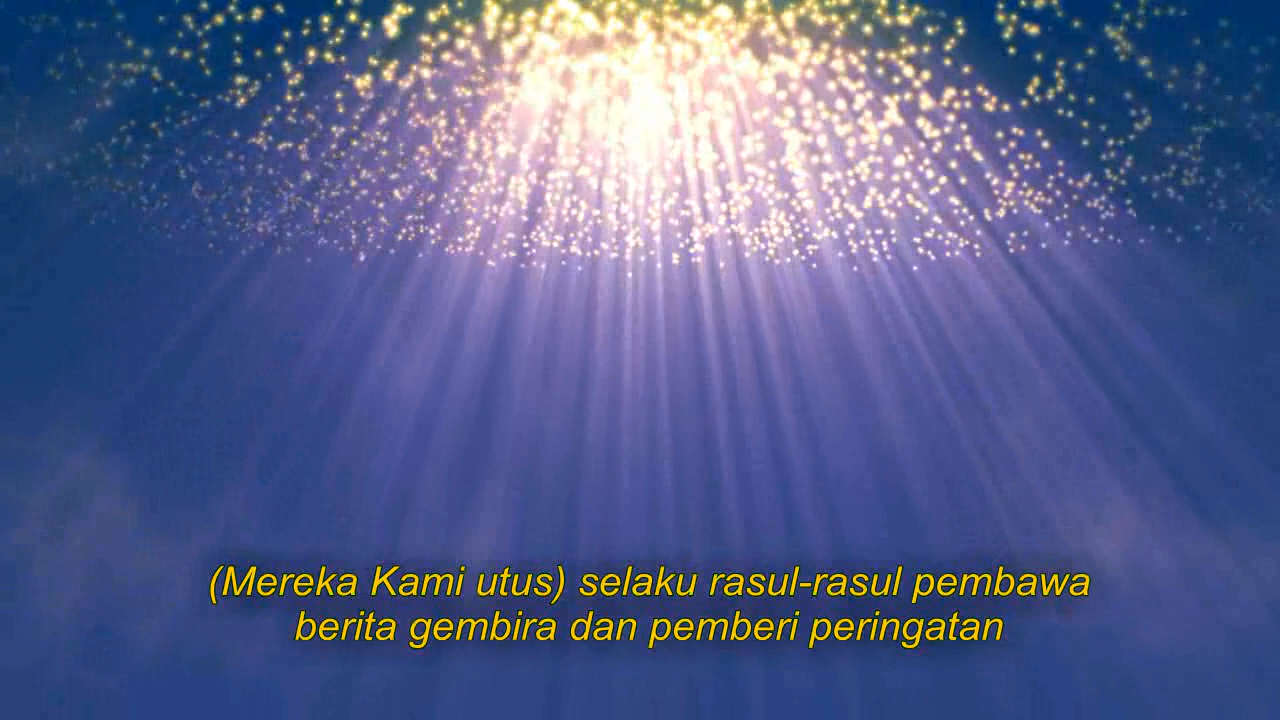 (Mereka Kami utus) selaku rasul-rasul pembawa
berita gembira dan pemberi peringatan